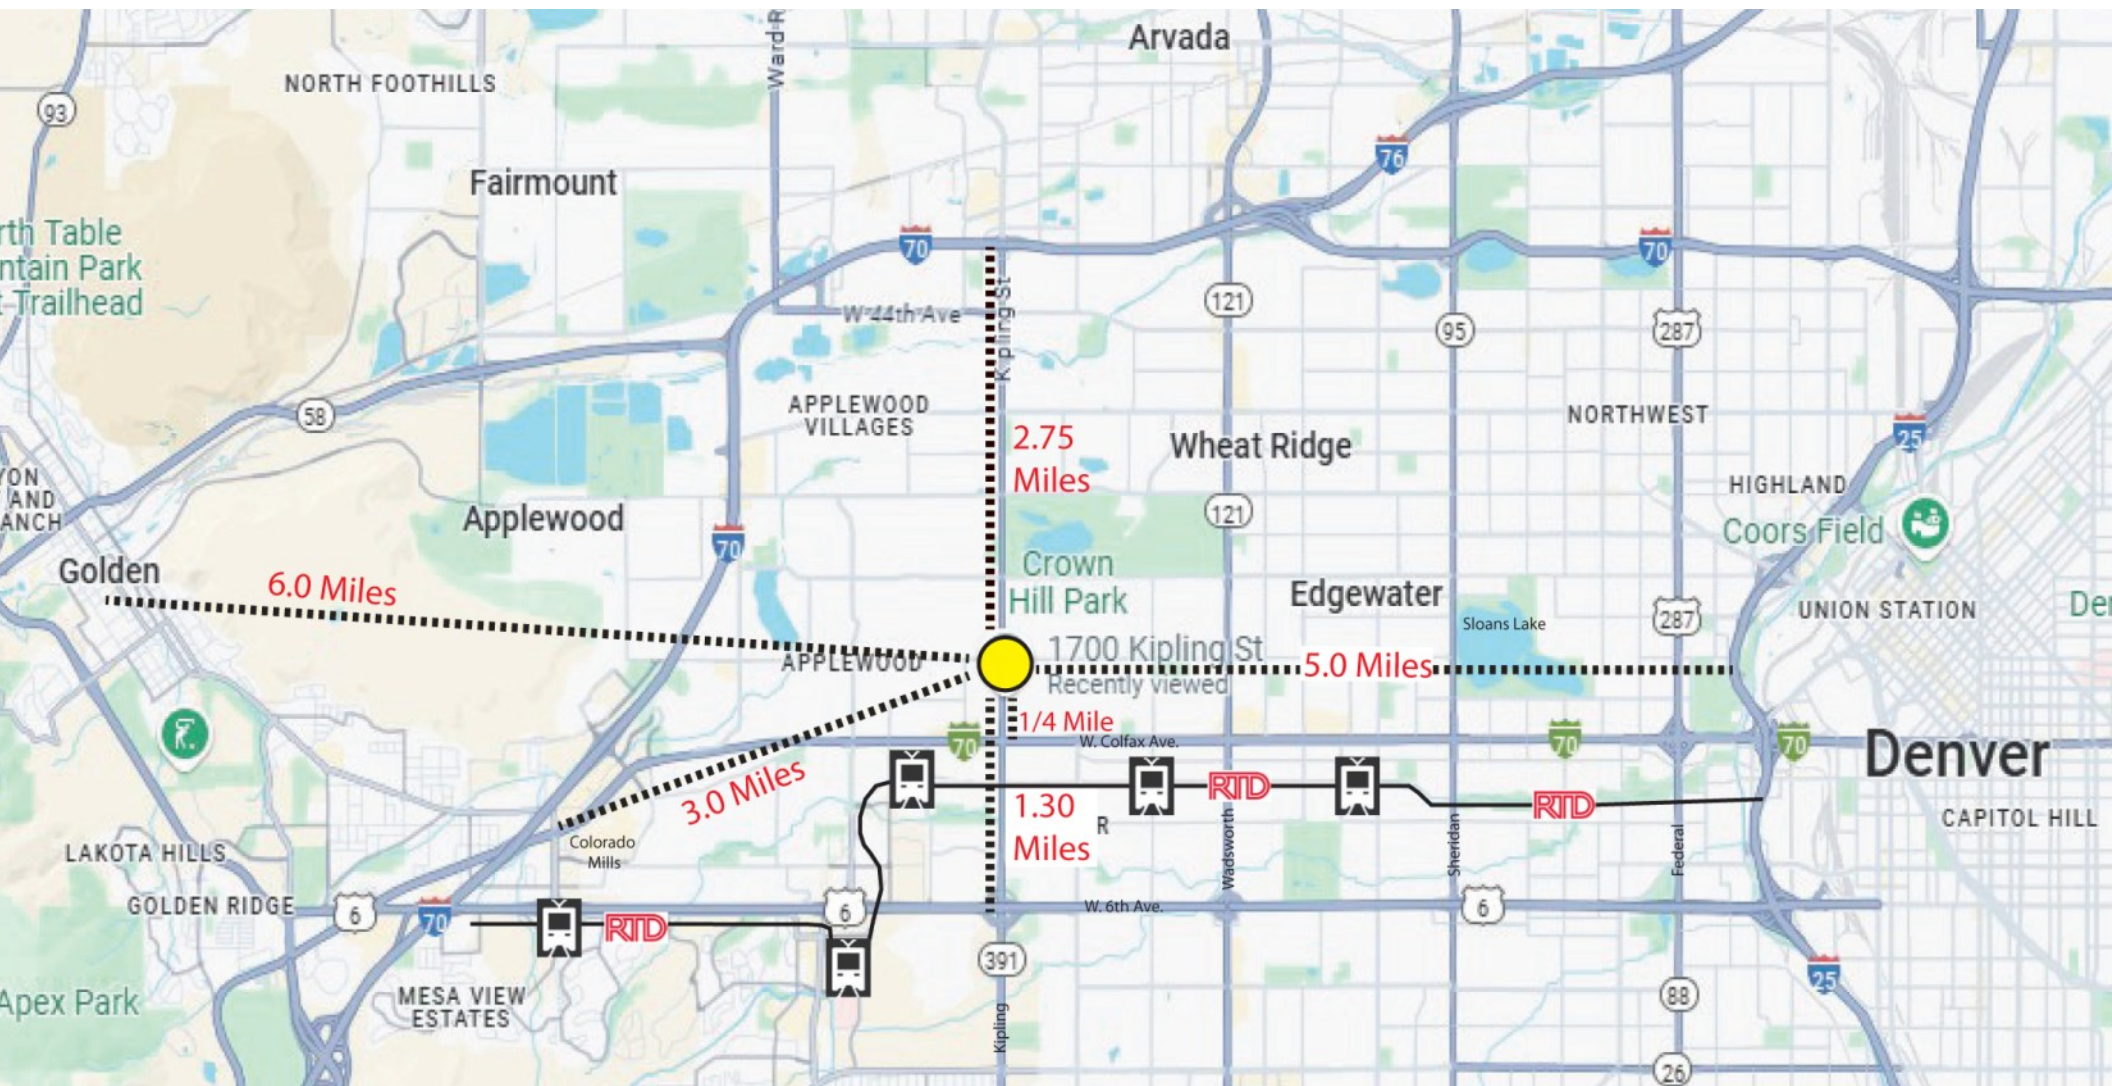 Arvada
Ward R
NORTH FOOTHILLS
93
76
Fairmount
rth Table
ntain Park
t Trailhead
70
70
Kipling St
W 44th Ave
121
95
287
58
APPLEWOOD
VILLAGES
NORTHWEST
25
2.75
Miles
Wheat Ridge
YON
AND
ANCH
HIGHLAND
Coors Field
Applewood
121
70
Golden
6.0 Miles
Crown
Hill Park
Edgewater
Sloans Lake
287
UNION STATION
Der
APPLEWOOD
1700 Kipling St
Recently viewed
5.0 Miles
1/4 Mile
70
W. Colfax Ave.
70
70
Denver
3.0 Miles
RTD
RTD
1.30
Miles
R
Wadsworth
Sheridan
Federal
CAPITOL HILL
Colorado
Mills
LAKOTA HILLS
GOLDEN RIDGE
6
70
RTD
6
W. 6th Ave.
6
391
25
Apex Park
MESA VIEW
ESTATES
Kipling
88
26